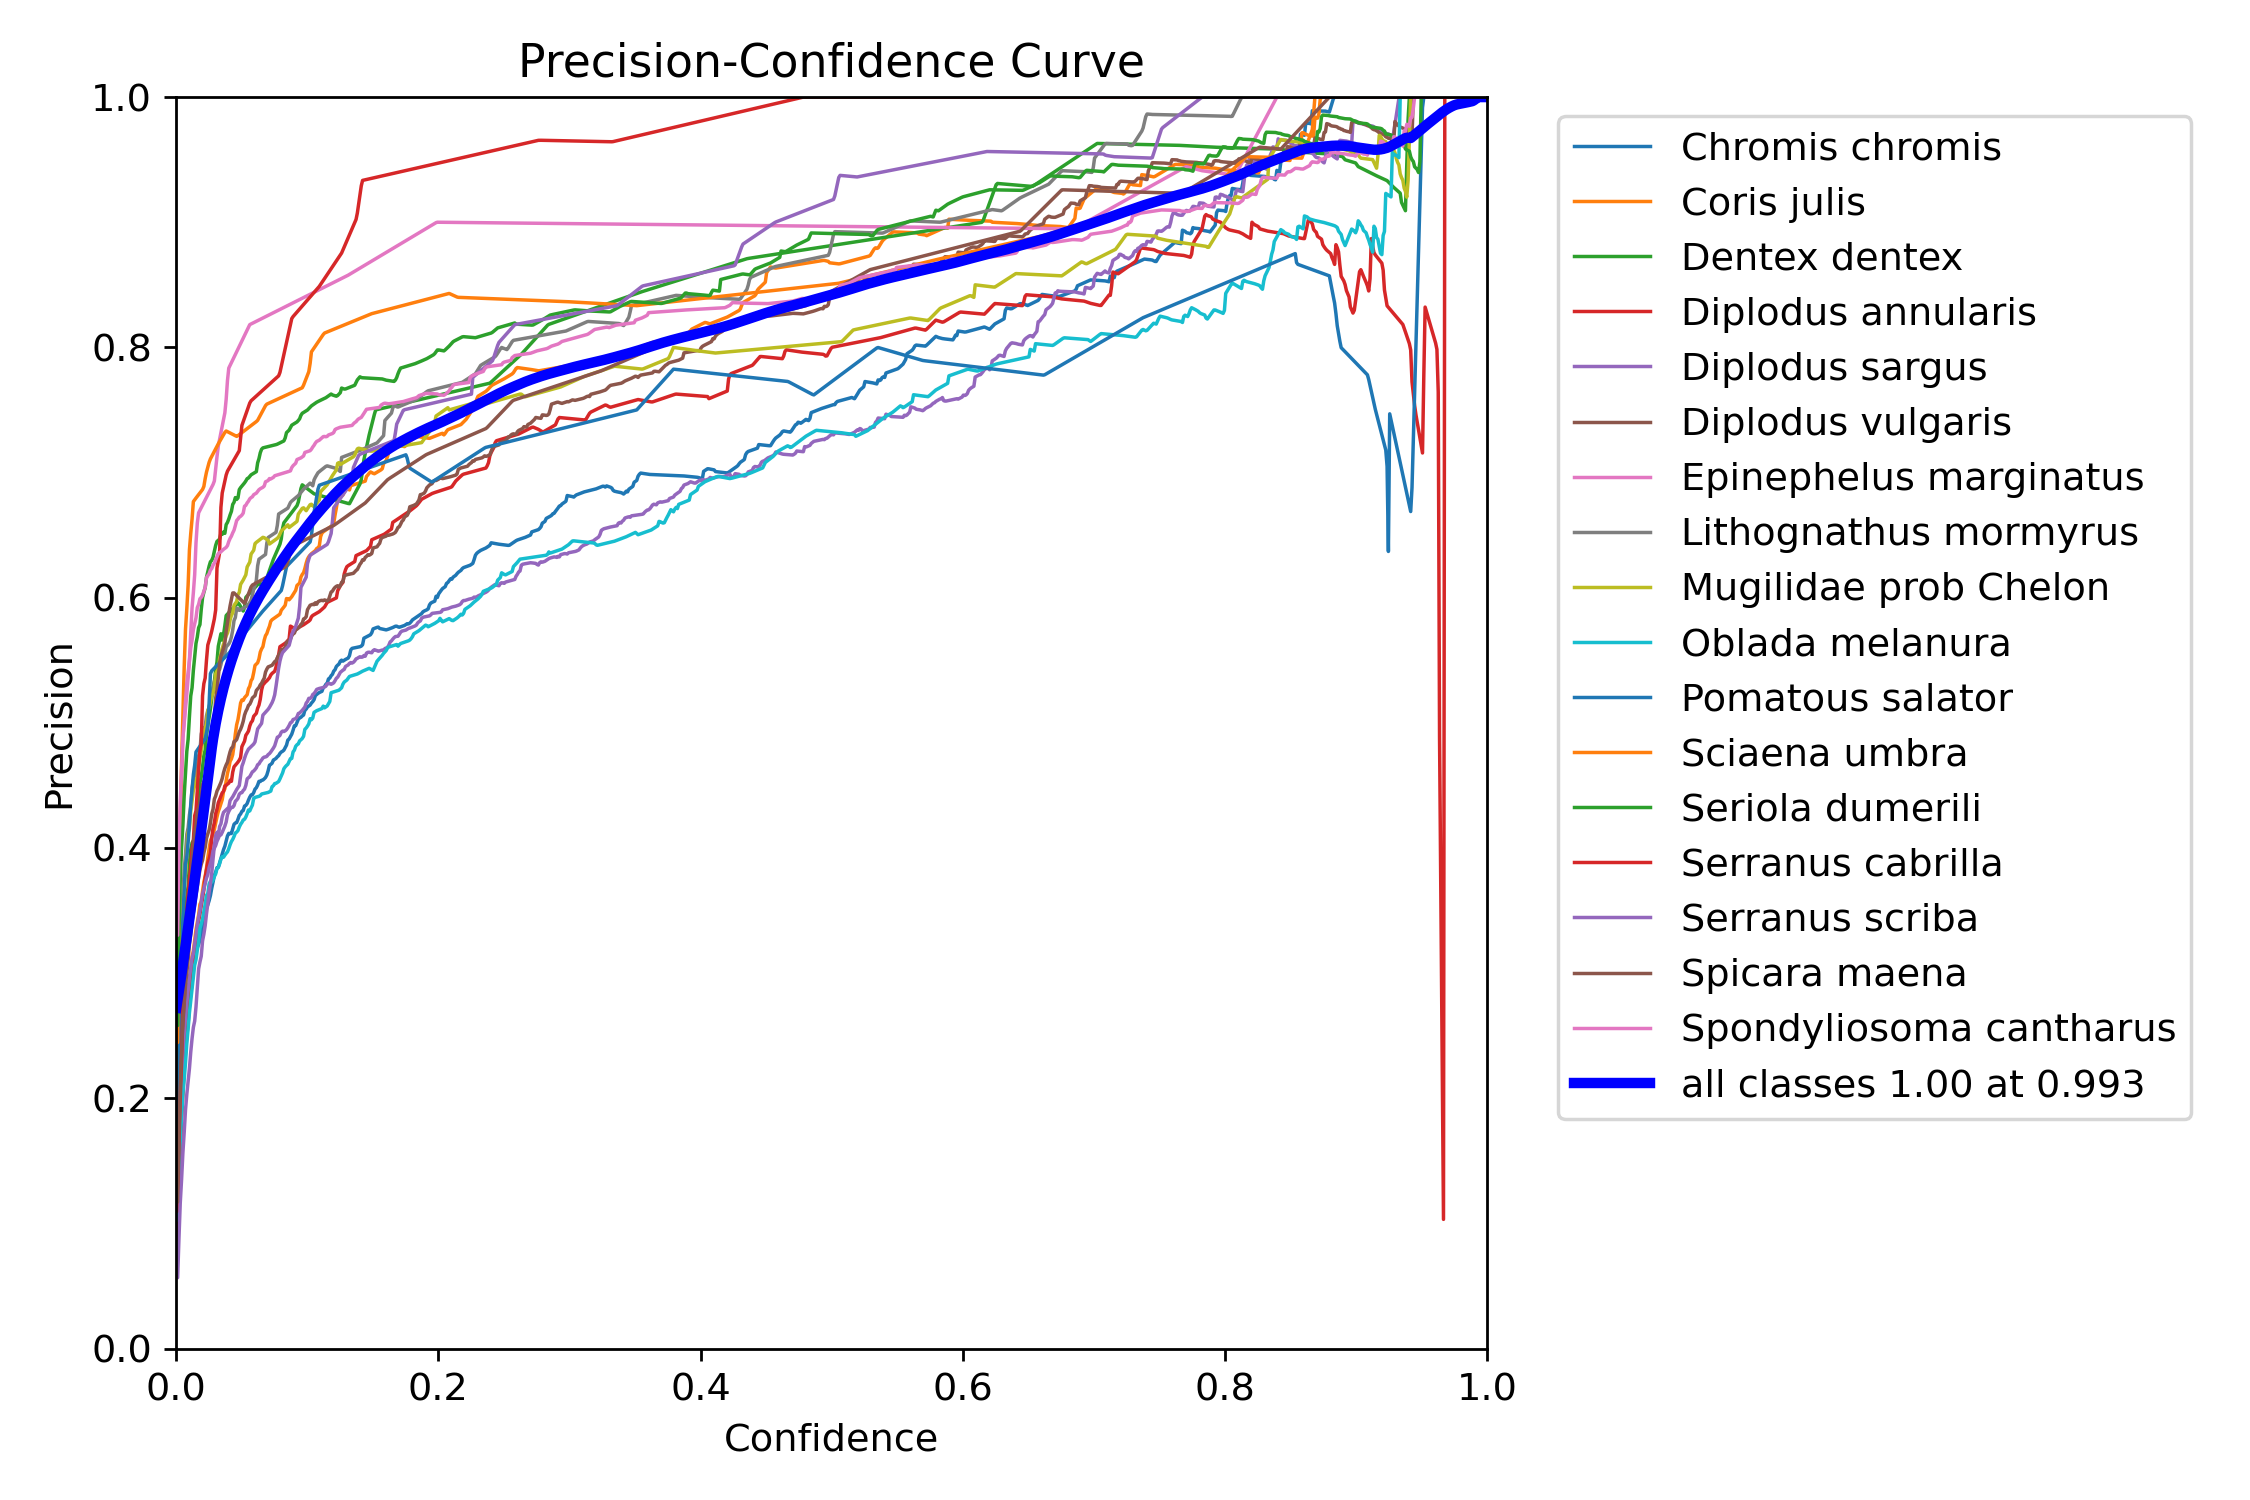 Precision-Confidence Curve
1.0
0.8
0.6
0.4
0.2
0.0
Precision
0.0 0.2 0.4 0.6 0.8 1.0
Confidence
Chromis chromis
Coris julis
Dentex dentex
Diplodus annularis
Diplodus sargus
Diplodus vulgaris
Epinephelus marginatus
Lithognathus mormyrus
Mugilidae prob Chelon
Oblada melanura
Pomatous salator
Sciaena umbra
Seriola dumerili
Serranus cabrilla
Serranus scriba
Spicara maena
Spondyliosoma cantharus
all classes 1.00 at 0.993